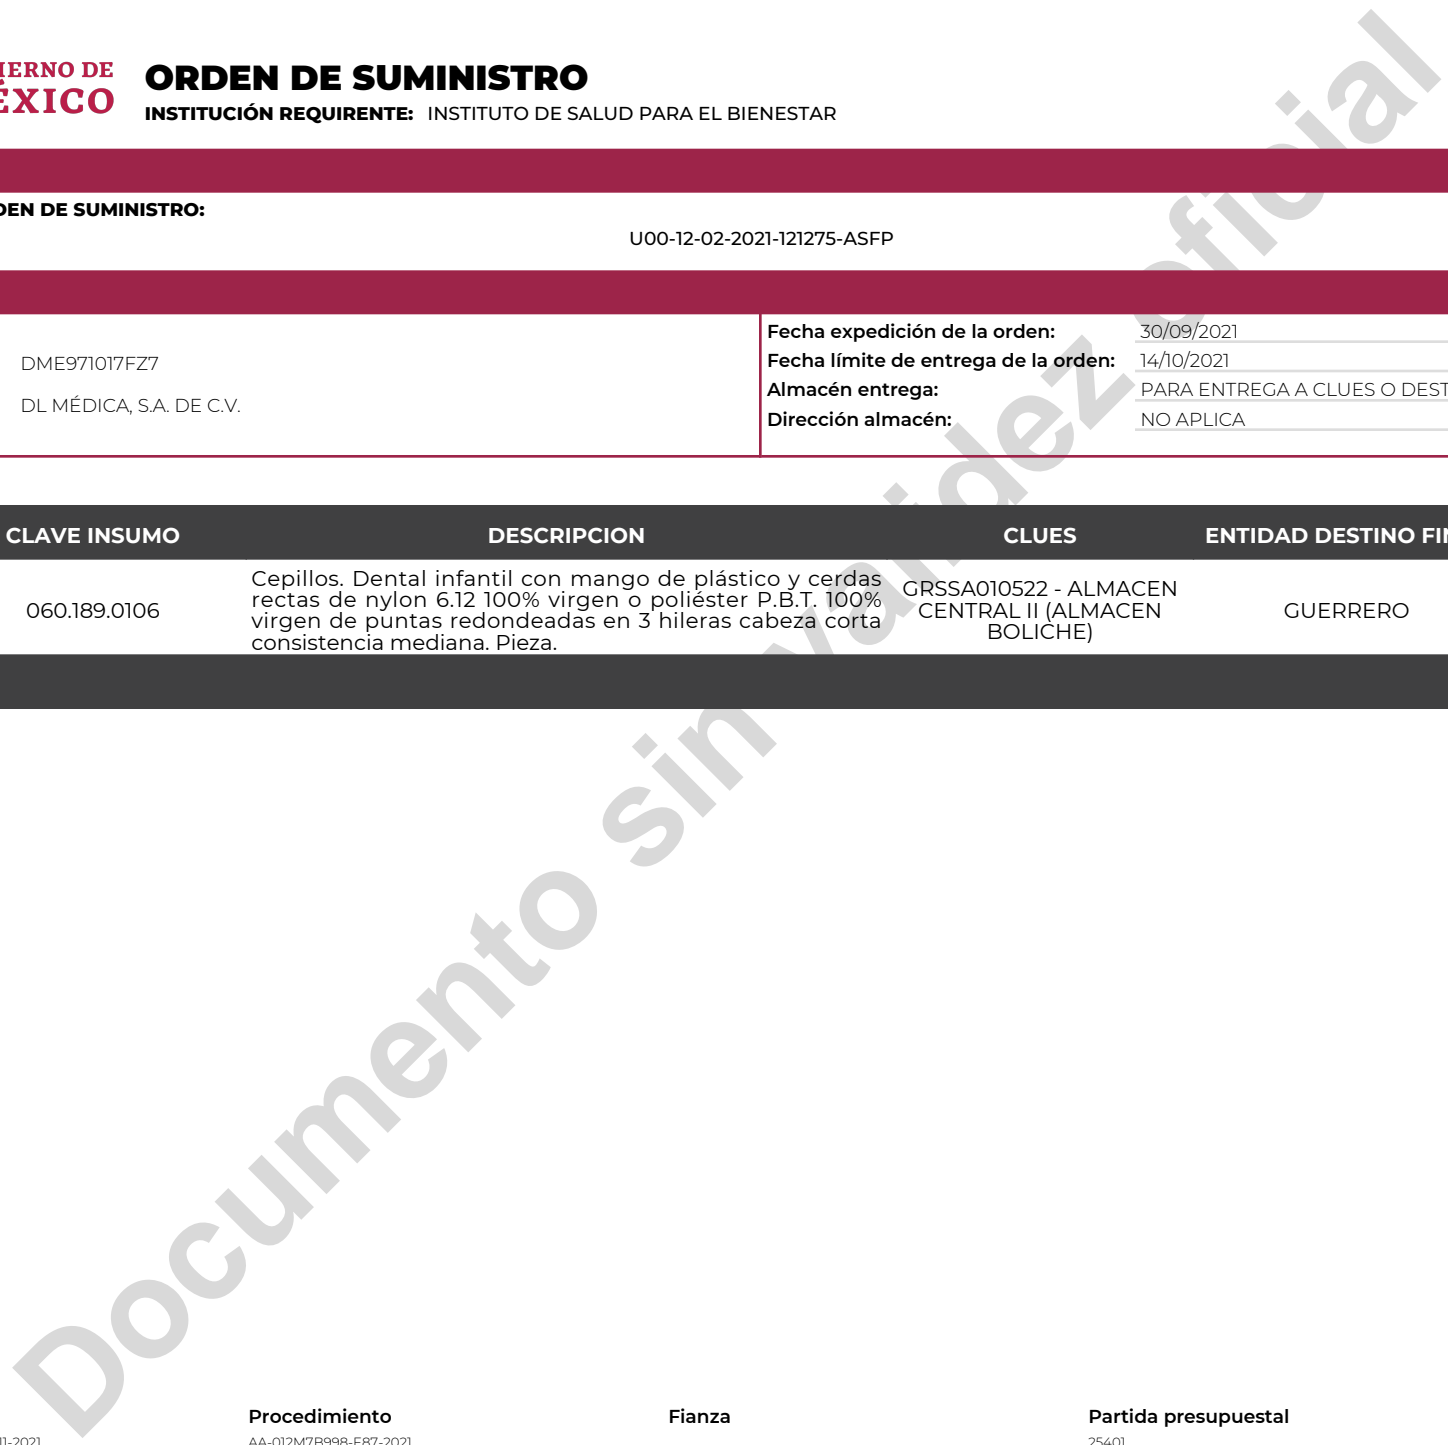 ORDEN DE SUMINISTRO
DE
INSTITUCIÓN REQUIRENTE: INSTITUTO DE SALUD PARA EL BIENESTAR
DE SUMINISTRO:
U00-12-02-2021-121275-ASFP
DME971017FZ7
DL MÉDICA, S.A. DE C.V.
Fecha expedición de la orden: 30/09/2021
Fecha límite de entrega de la orden: 14/10/2021
Almacén entrega: PARA ENTREGA A CLUES O
Dirección almacén: NO APLICA
CLAVE INSUMO DESCRIPCION CLUES ENTIDAD DESTINO
060.189.0106
Cepillos. Dental infantil con mango de plástico y cerdas
rectas de nylon 6.12 100% virgen o poliéster P.B.T. 100%
virgen de puntas redondeadas en 3 hileras cabeza corta
consistencia mediana. Pieza.
GRSSA010522 - ALMACEN
CENTRAL II (ALMACEN
BOLICHE)
GUERRERO
Documento sin validez oficial
Procedimiento Fianza Partida presupuestal
AA-012M7B998-E87-2021 25401